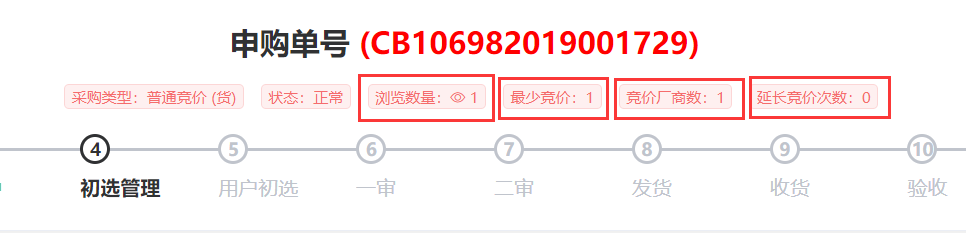 申购单号 (CB106982019001729)
采购类型：普通竞价 (货) 状态：正常 浏览数量：1 最少竞价：1 竞价厂商数：1 延长竞价次数：0
4 5 6 7 8 9 10
初选管理 用户初选 一审 二审 发货 收货 验收